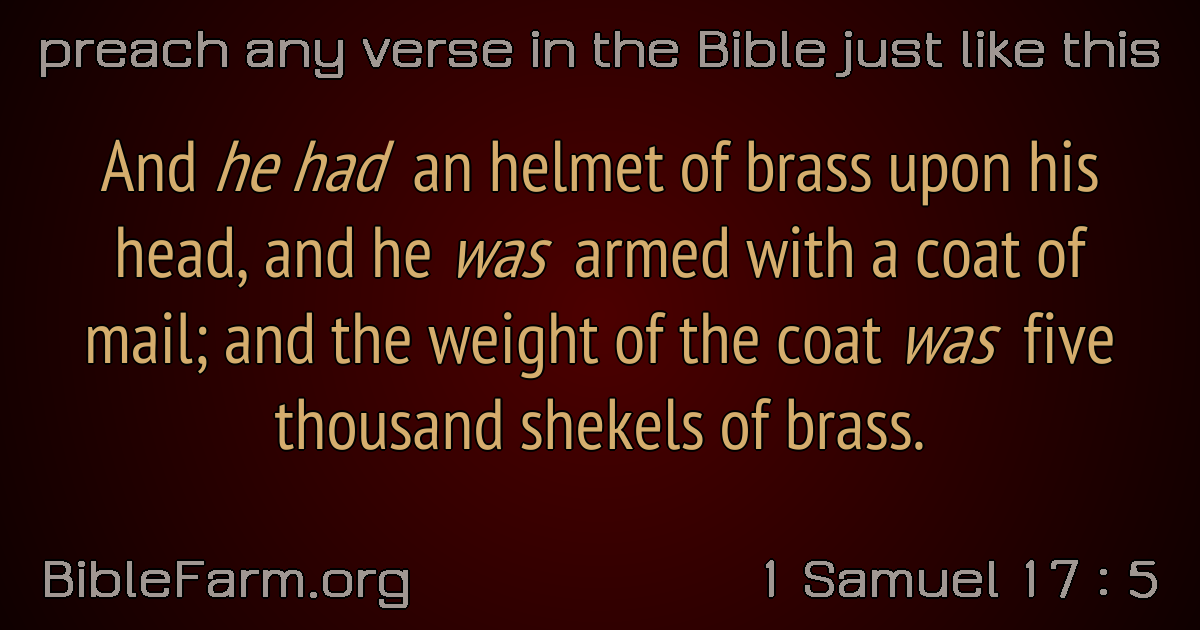 preach any verse in the Bible just like this
And he had an helmet of brass upon his
head, and he was armed with a coat of
mail; and the weight of the coat was five
thousand shekels of brass.
BibleFarm.org
1 Samuel 17 : 5